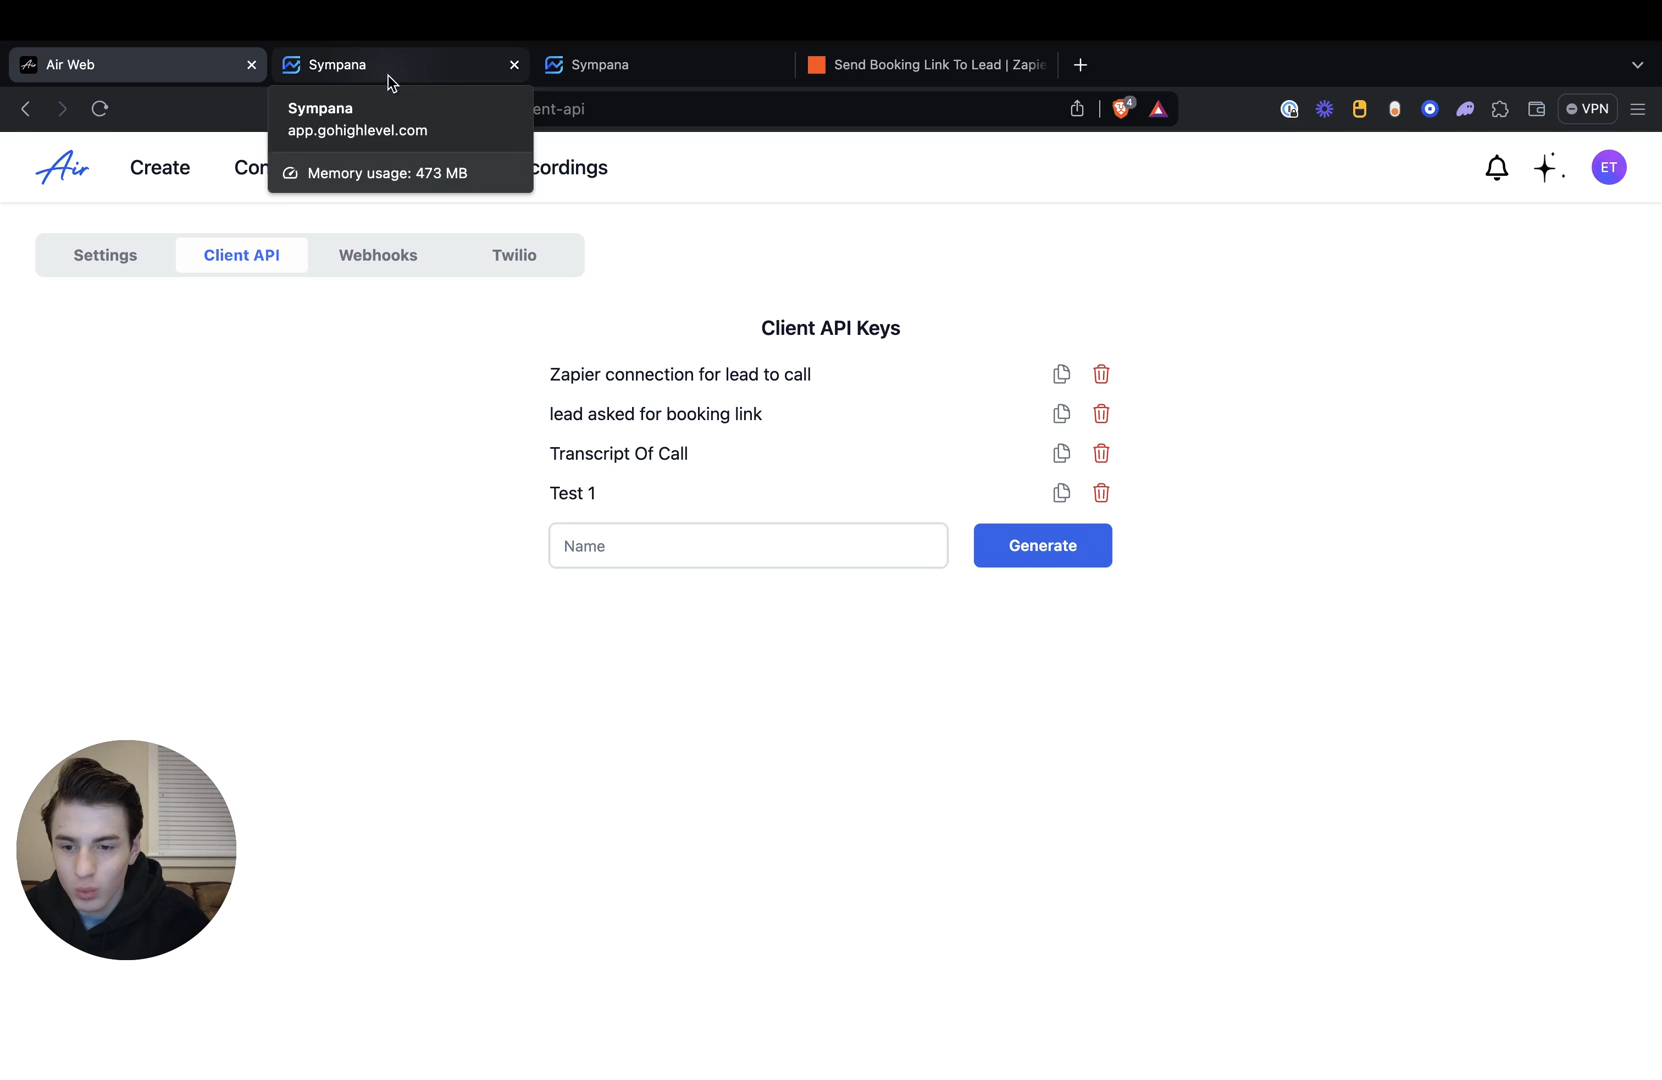 Air Web
Sympana
Sympana
Send Booking Link To Lead | Zapie
ent-api
4
VPN
Sympana
app.gohighlevel.com
Memory usage: 473 MB
Air
Create
Con
cordings
ET
Settings
Client API
Webhooks
Twilio
Client API Keys
Zapier connection for lead to call
lead asked for booking link
Transcript Of Call
Test 1
Name
Generate